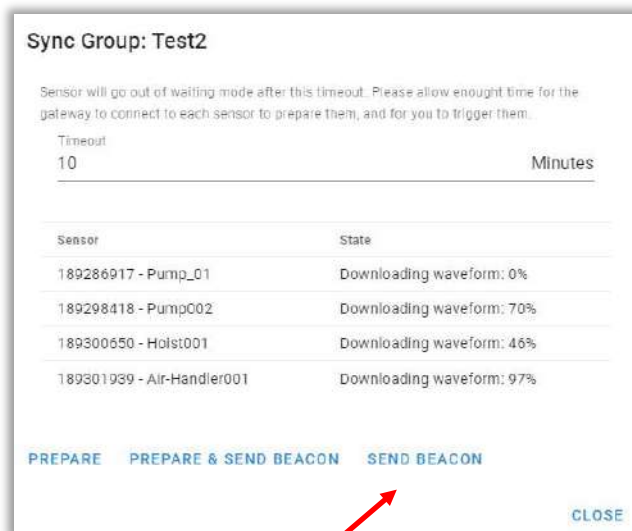 Sync Group: Test2
Sensor will go out of waiting mode after this timeout. Please allow enought time for the
gateway to connect to each sensor to prepare them, and for you to trigger them.
Timeout
10 Minutes
Sensor State
189286917 - Pump_01 Downloading waveform: 0%
189298418 - Pump002 Downloading waveform: 70%
189300650 - Hoist001 Downloading waveform: 46%
189301939 - Air-Handler001 Downloading waveform: 97%
PREPARE PREPARE & SEND BEACON SEND BEACON
CLOSE